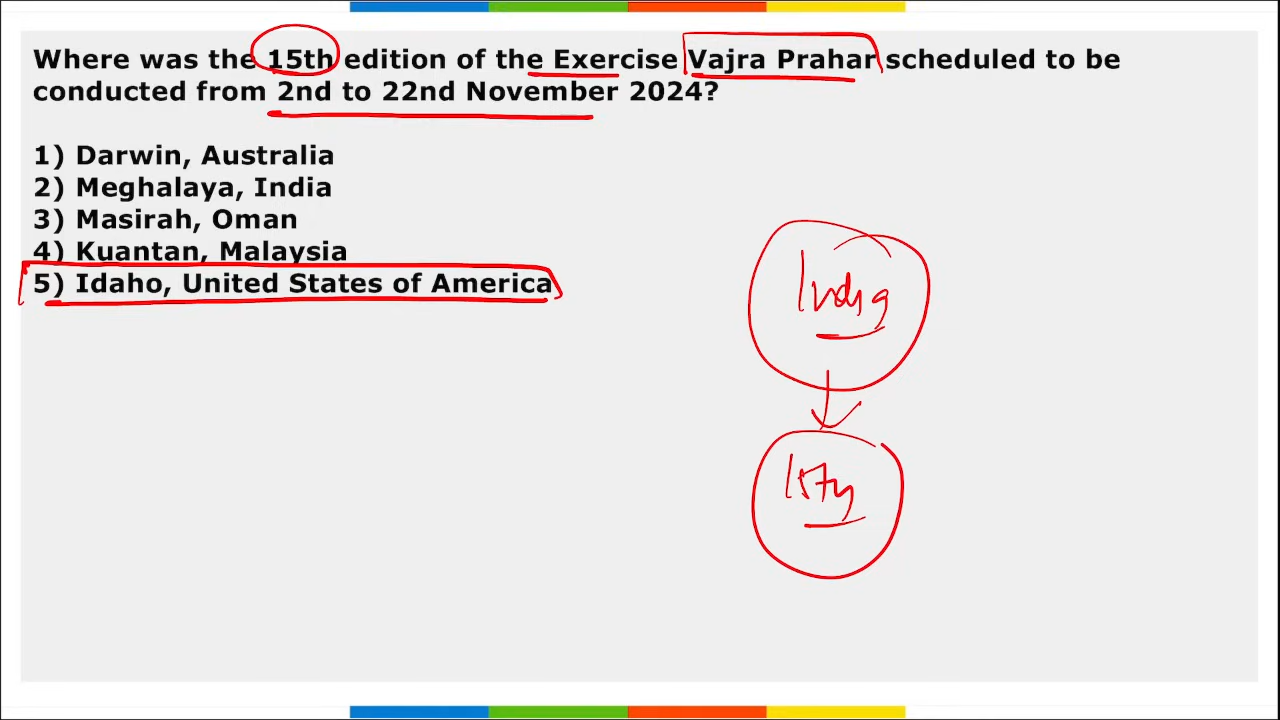 Where was the 15th edition of the Exercise Vajra Prahar scheduled to be
conducted from 2nd to 22nd November 2024?
1) Darwin, Australia
2) Meghalaya, India
3) Masirah, Oman
4) Kuantan, Malaysia
5) Idaho, United States of America
India
15th